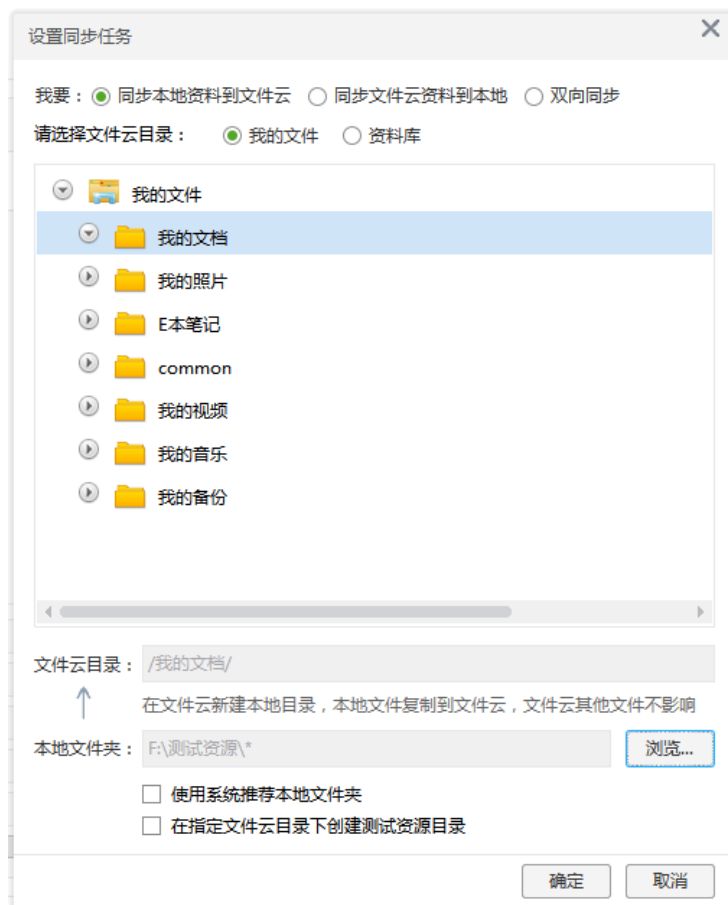 设置同步任务
我要：同步本地资料到文件云 同步文件云资料到本地 双向同步
请选择文件云目录： 我的文件 资料库
我的文件
我的文档
我的照片
E本笔记
common
我的视频
我的音乐
我的备份
文件云目录： /我的文档/
在文件云新建本地目录，本地文件复制到文件云，文件云其他文件不影响
本地文件夹： F:\测试资源\* 浏览...
使用系统推荐本地文件夹
在指定文件云目录下创建测试资源目录
确定 取消